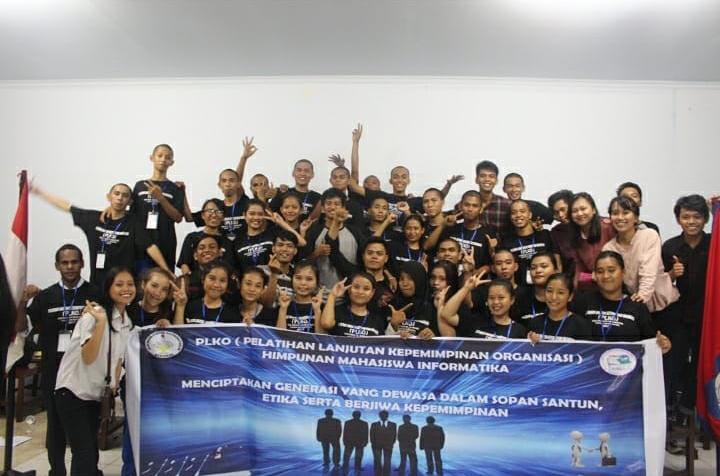 PLKO ( PELATIHAN LANJUTAN KEPEMIMPINAN ORGANISASI )
HIMPUNAN MAHASISWA INFORMATIKA
MENCIPTAKAN GENERASI YANG DEWASA DALAM SOPAN SANTUN,
ETIKA SERTA BERJIWA KEPEMIMPINAN